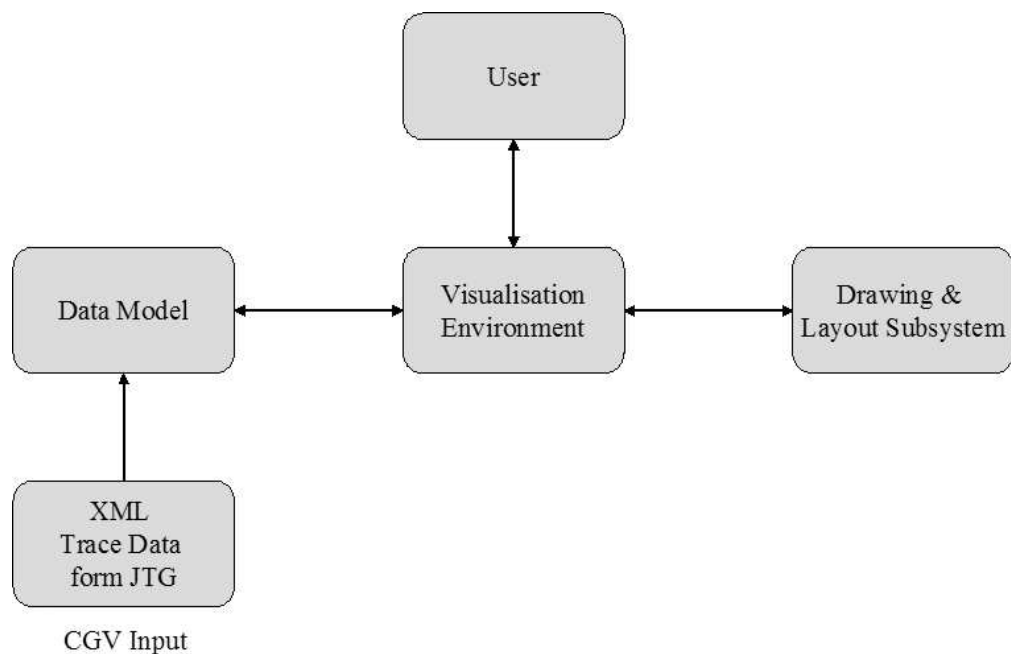 User
Data Model
Visualisation
Environment
Drawing &
Layout Subsystem
XML
Trace Data
form JTG
CGV Input